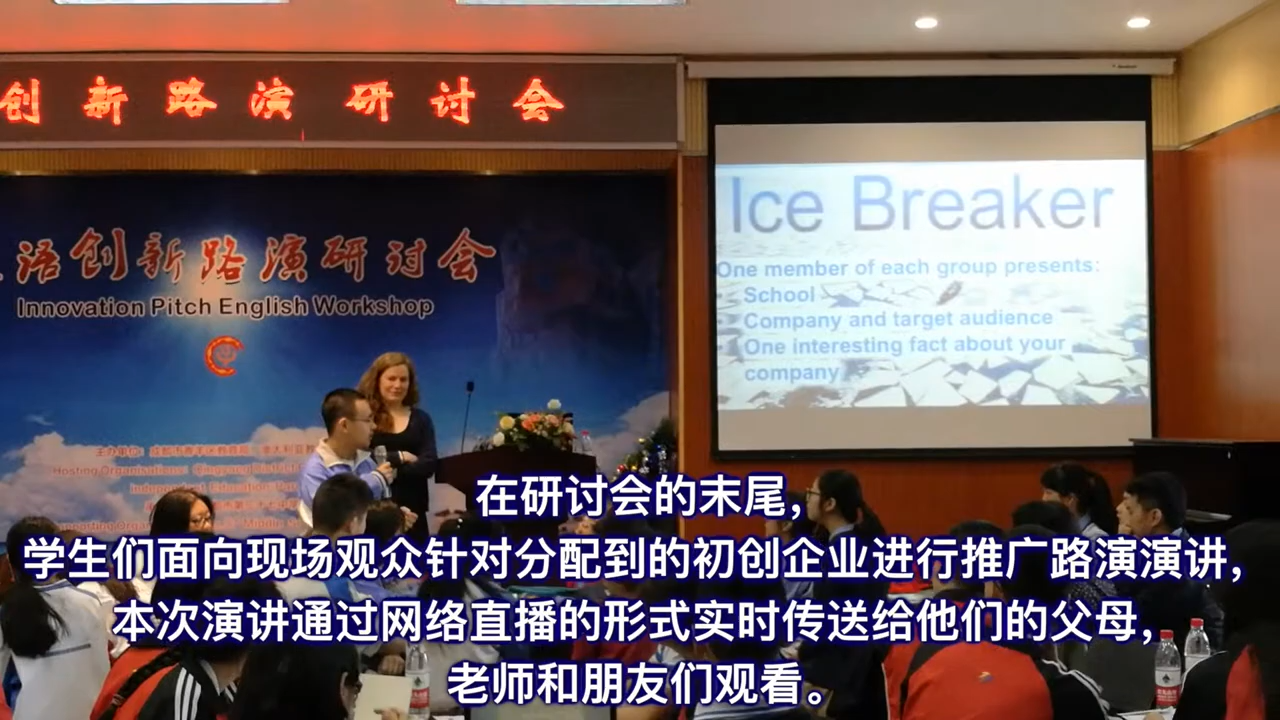 创新路演 研讨会
语创新路演研讨会
Innovation Pitch English Workshop
Ice Breaker
One member of each group presents:
School
Company and target audience
One interesting fact about your
company
在研讨会的末尾,
学生们面向现场观众针对分配到的初创企业进行推广路演演讲,
本次演讲通过网络直播的形式实时传送给他们的父母,
老师和朋友们观看。